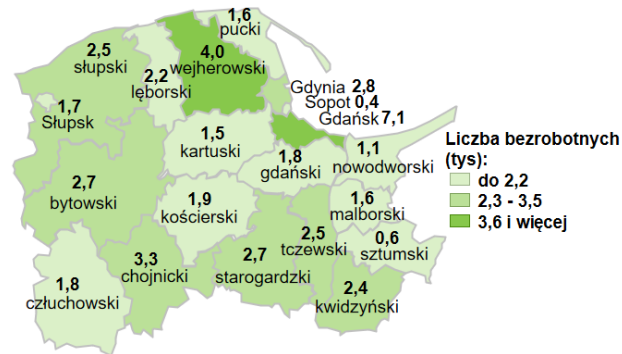 1,6
pucki
2,5
słupski
4,0
wejherowski
2,2
lęborski
Gdynia 2,8
Sopot 0,4
Gdańsk 7,1
1,7
Słupsk
1,5
kartuski
1,8
gdański
1,1
nowodworski
Liczba bezrobotnych
(tys):
do 2,2
2,3 - 3,5
3,6 i więcej
2,7
bytowski
1,9
kościerski
1,6
malborski
0,6
sztumski
2,5
tczewski
2,7
starogardzki
3,3
chojnicki
1,8
człuchowski
2,4
kwidzyński